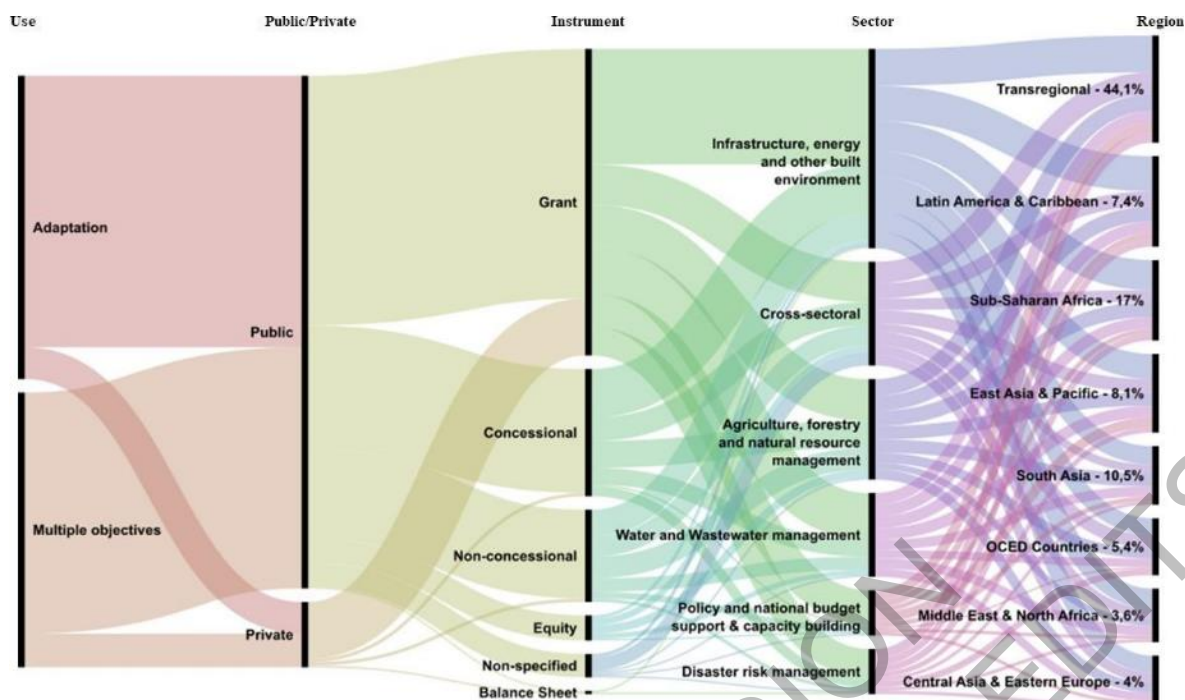 Use
Public/Private
Instrument
Sector
Region
Adaptation
Multiple objectives
Public
Private
Grant
Concessional
Non-concessional
Equity
Non-specified
Balance Sheet
Infrastructure, energy
and other built
environment
Cross-sectoral
Agriculture, forestry
and natural resource
management
Water and Wastewater management
Policy and national budget
support & capacity building
Disaster risk management
Transregional - 44,1%
Latin America & Caribbean - 7,4%
Sub-Saharan Africa - 17%
East Asia & Pacific - 8,1%
South Asia - 10,5%
OCED Countries - 5,4%
Middle East & North Africa - 3,6%
Central Asia & Eastern Europe - 4%